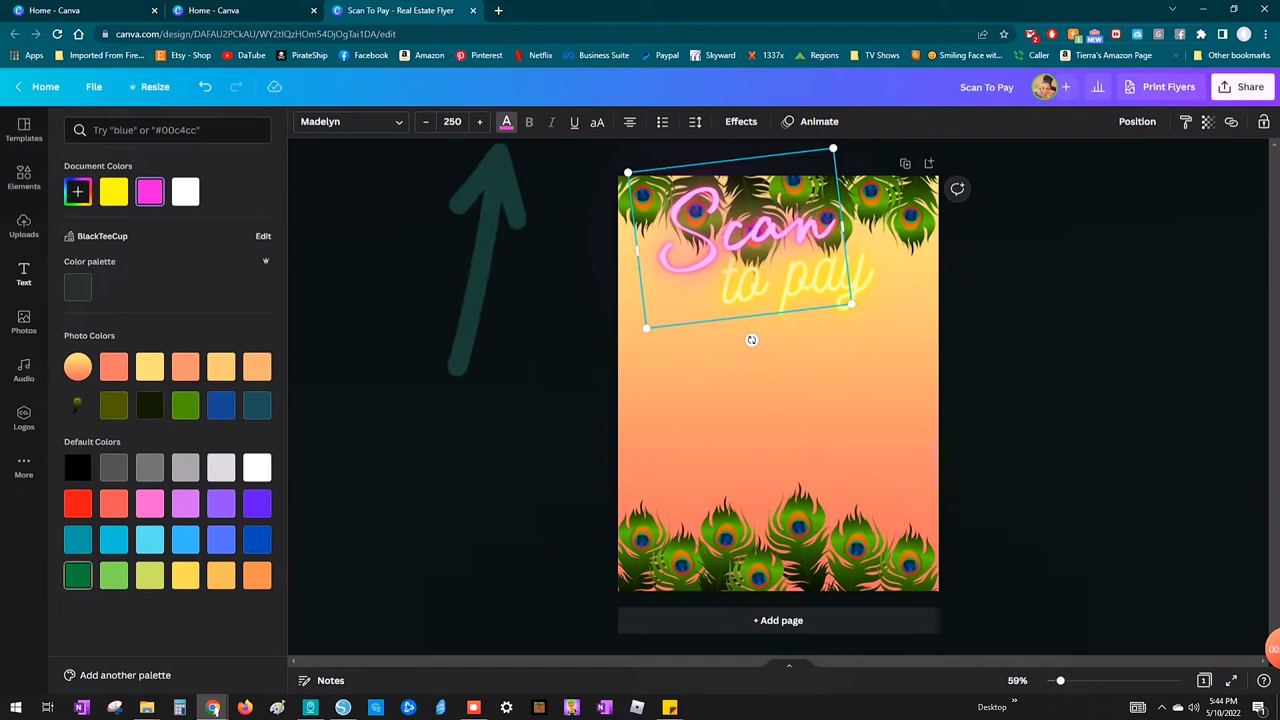 Home - Canva
Home - Canva
Scan To Pay - Real Estate Flyer
canva.com/design/DAFAU2PCkAU/WY2tIQzHOm54DjOgTai1DA/edit
Apps
Imported From Fire...
Etsy - Shop
DaTube
PirateShip
Facebook
Amazon
Pinterest
Netflix
Business Suite
Paypal
Skyward
1337x
Regions
TV Shows
Smiling Face wi...
Caller
Tierra's Amazon Page
Other bookmarks
NEW
Home
File
Resize
Scan To Pay
Print Flyers
Share
Templates
Elements
Uploads
Text
Photos
Audio
Logos
More
Try "blue" or "#00c4cc"
Document Colors
BlackTeeCup
Edit
Color palette
Photo Colors
Default Colors
Add another palette
Madelyn
250
A
B
I
U
aA
Effects
Animate
Position
Scan
to pay
+ Add page
Notes
59%
1
Desktop
5:44 PM
5/10/2022